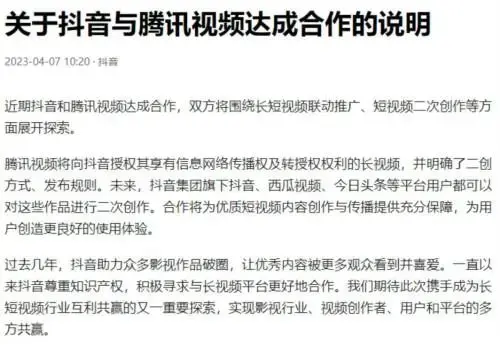 关于抖音与腾讯视频达成合作的说明
2023-04-07 10:20 · 抖音
近期抖音和腾讯视频达成合作，双方将围绕长短视频联动推广、短视频二次创作等方
面展开探索。
腾讯视频将向抖音授权其享有信息网络传播权及转授权权利的长视频，并明确了二创
方式、发布规则。未来，抖音集团旗下抖音、西瓜视频、今日头条等平台用户都可以
对这些作品进行二次创作。合作将为优质短视频内容创作与传播提供充分保障，为用
户创造更良好的使用体验。
过去几年，抖音助力众多影视作品破圈，让优秀内容被更多观众看到并喜爱。一直以
来抖音尊重知识产权，积极寻求与长视频平台更好地合作。我们期待此次携手成为长
短视频行业互利共赢的又一重要探索，实现影视行业、视频创作者、用户和平台的多
方共赢。